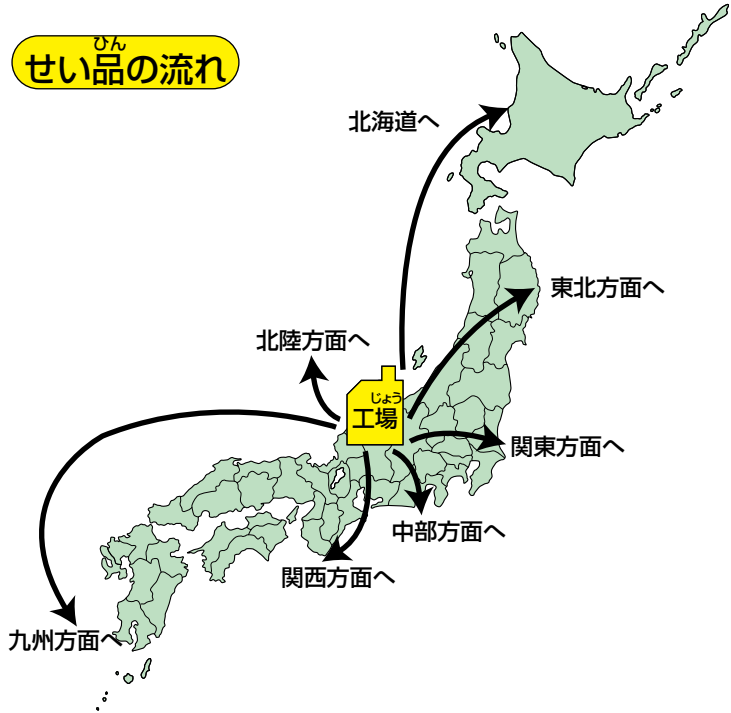 ひん
せい品の流れ
北海道へ
東北方面へ
北陸方面へ
じょう
工場
関東方面へ
中部方面へ
関西方面へ
九州方面へ